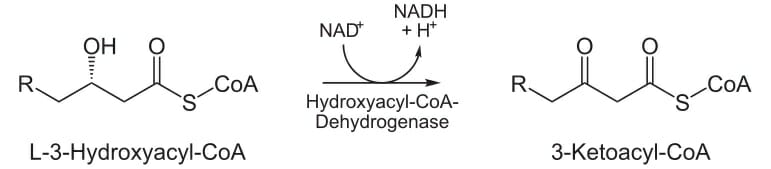 OH
O
R
S
CoA
L-3-Hydroxyacyl-CoA
NAD+
NADH
+ H+
Hydroxyacyl-CoA-
Dehydrogenase
O
O
R
S
CoA
3-Ketoacyl-CoA